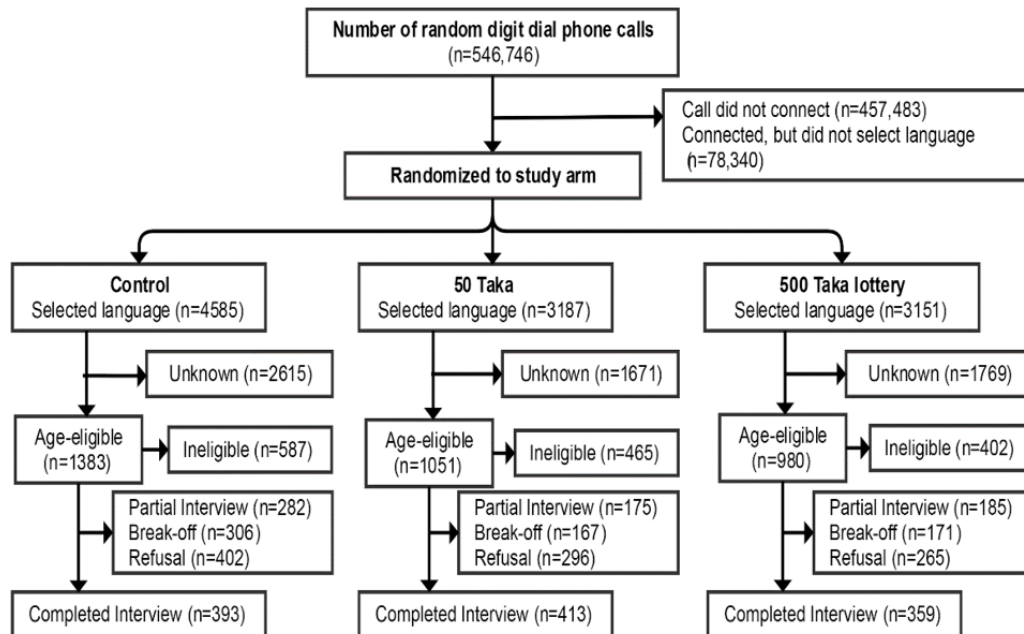 Number of random digit dial phone calls
(n=546,746)
Call did not connect (n=457,483)
Connected, but did not select language
(n=78,340)
Randomized to study arm
Control
Selected language (n=4585)
50 Taka
Selected language (n=3187)
500 Taka lottery
Selected language (n=3151)
Unknown (n=2615)
Unknown (n=1671)
Unknown (n=1769)
Age-eligible
(n=1383)
Ineligible (n=587)
Age-eligible
(n=1051)
Ineligible (n=465)
Age-eligible
(n=980)
Ineligible (n=402)
Partial Interview (n=282)
Break-off (n=306)
Refusal (n=402)
Partial Interview (n=175)
Break-off (n=167)
Refusal (n=296)
Partial Interview (n=185)
Break-off (n=171)
Refusal (n=265)
Completed Interview (n=393)
Completed Interview (n=413)
Completed Interview (n=359)